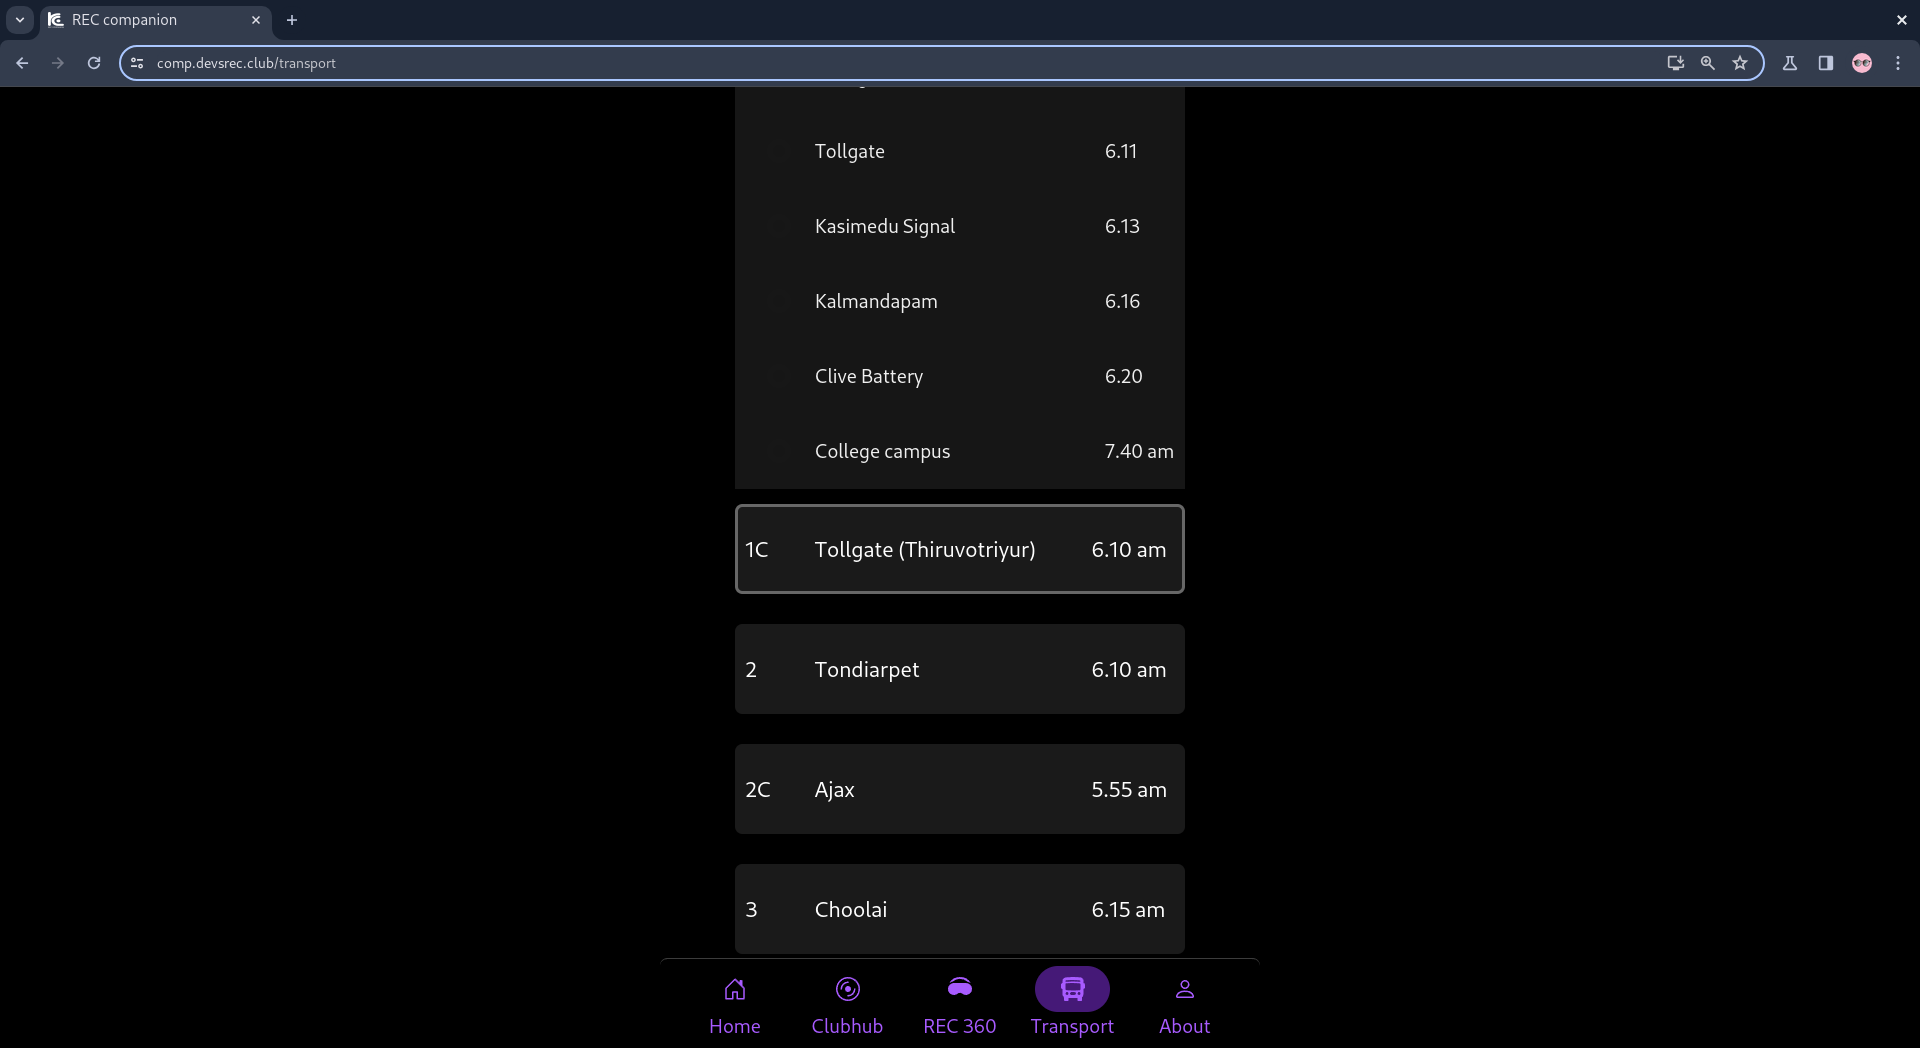 REC companion
comp.devsrec.club/transport
Tollgate 6.11
Kasimedu Signal 6.13
Kalmandapam 6.16
Clive Battery 6.20
College campus 7.40 am
1C Tollgate (Thiruvotriyur) 6.10 am
2 Tondiarpet 6.10 am
2C Ajax 5.55 am
3 Choolai 6.15 am
Home Clubhub REC 360 Transport About